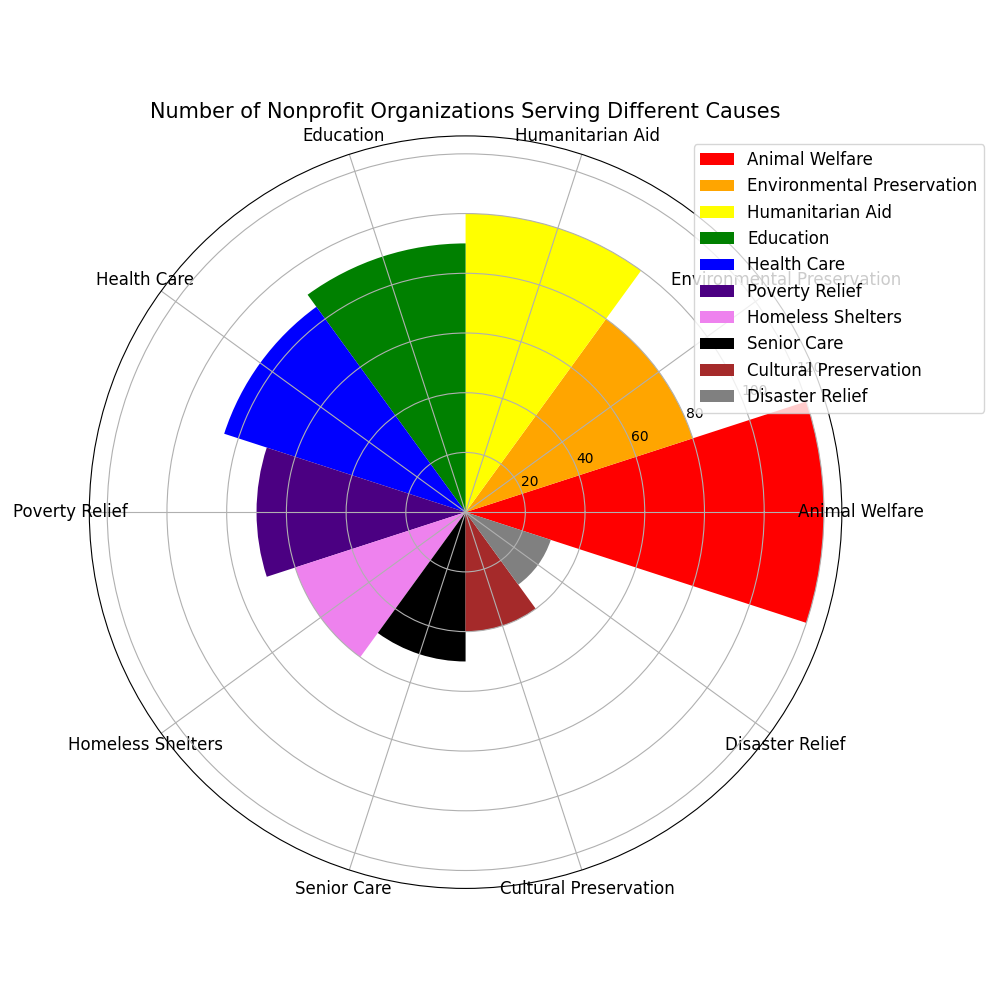 Number of Nonprofit Organizations Serving Different Causes
Education
Humanitarian Aid
Health Care
Environmental Preservation
Poverty Relief
Animal Welfare
Homeless Shelters
Disaster Relief
Senior Care
Cultural Preservation
20
40
60
80
100
120
Animal Welfare
Environmental Preservation
Humanitarian Aid
Education
Health Care
Poverty Relief
Homeless Shelters
Senior Care
Cultural Preservation
Disaster Relief